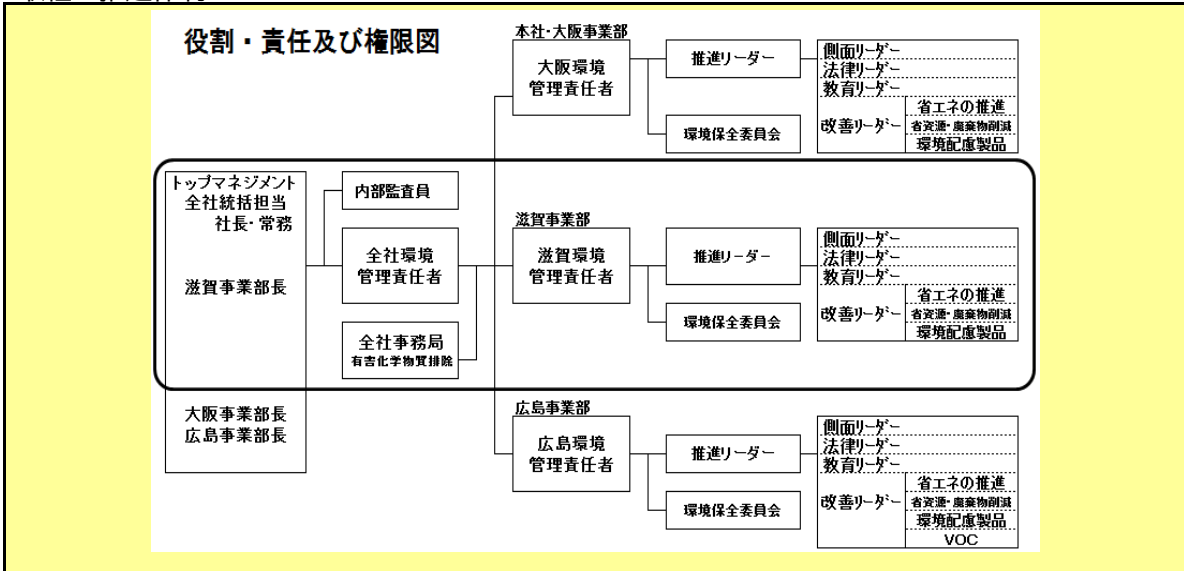 役割・責任及び権限図
本社・大阪事業部
大阪環境
管理責任者
推進リーダー
環境保全委員会
側面リーダー
法律リーダー
教育リーダー
改善リーダー
省エネの推進
省資源・廃棄物削減
環境配慮製品
トップマネジメント
全社統括担当
社長・常務
滋賀事業部長
大阪事業部長
広島事業部長
内部監査員
全社環境
管理責任者
全社事務局
有害化学物質排除
滋賀事業部
滋賀環境
管理責任者
推進リーダー
環境保全委員会
側面リーダー
法律リーダー
教育リーダー
改善リーダー
省エネの推進
省資源・廃棄物削減
環境配慮製品
広島事業部
広島環境
管理責任者
推進リーダー
環境保全委員会
側面リーダー
法律リーダー
教育リーダー
改善リーダー
省エネの推進
省資源・廃棄物削減
環境配慮製品
VOC